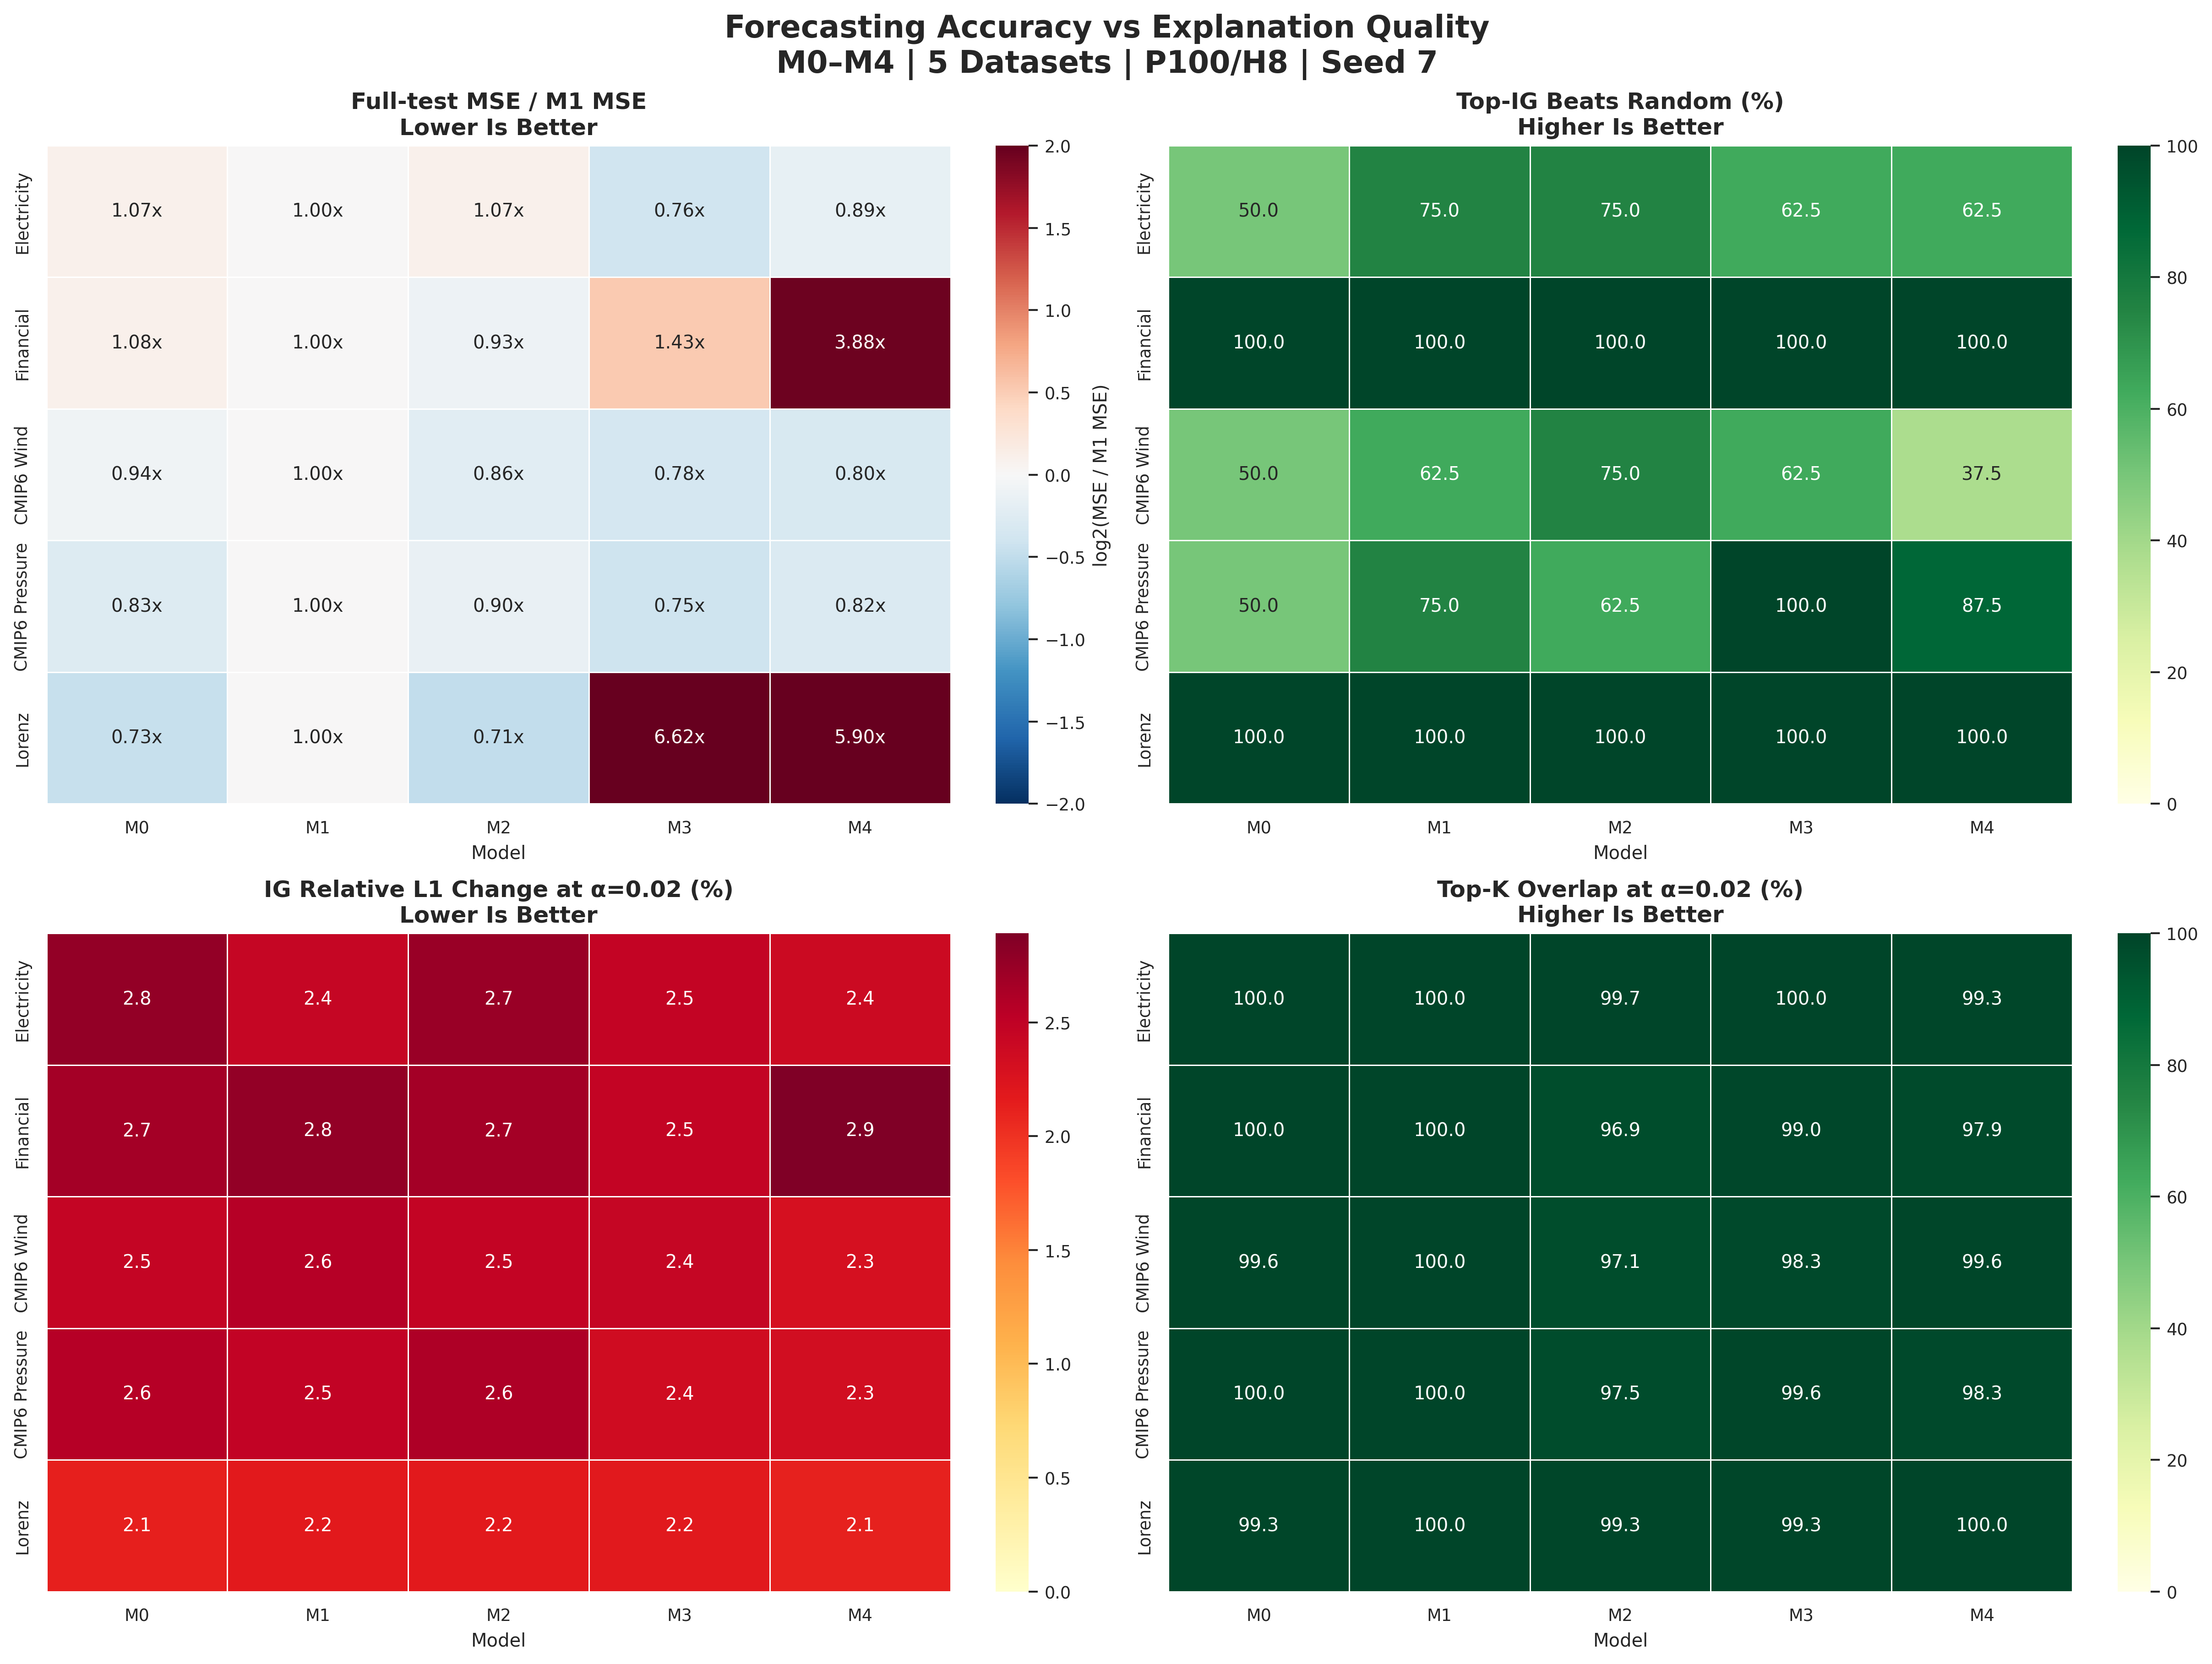 Forecasting Accuracy vs Explanation Quality
M0–M4 | 5 Datasets | P100/H8 | Seed 7
Full-test MSE / M1 MSE
Lower Is Better
Electricity
1.07x 1.00x 1.07x 0.76x 0.89x
Financial
1.08x 1.00x 0.93x 1.43x 3.88x
CMIP6 Wind
0.94x 1.00x 0.86x 0.78x 0.80x
CMIP6 Pressure
0.83x 1.00x 0.90x 0.75x 0.82x
Lorenz
0.73x 1.00x 0.71x 6.62x 5.90x
M0 M1 M2 M3 M4
Model
2.0
1.5
1.0
0.5
0.0
−0.5
−1.0
−1.5
−2.0
log2(MSE / M1 MSE)
Top-IG Beats Random (%)
Higher Is Better
Electricity
50.0 75.0 75.0 62.5 62.5
Financial
100.0 100.0 100.0 100.0 100.0
CMIP6 Wind
50.0 62.5 75.0 62.5 37.5
CMIP6 Pressure
50.0 75.0 62.5 100.0 87.5
Lorenz
100.0 100.0 100.0 100.0 100.0
M0 M1 M2 M3 M4
Model
100
80
60
40
20
0
IG Relative L1 Change at α=0.02 (%)
Lower Is Better
Electricity
2.8 2.4 2.7 2.5 2.4
Financial
2.7 2.8 2.7 2.5 2.9
CMIP6 Wind
2.5 2.6 2.5 2.4 2.3
CMIP6 Pressure
2.6 2.5 2.6 2.4 2.3
Lorenz
2.1 2.2 2.2 2.2 2.1
M0 M1 M2 M3 M4
Model
2.5
2.0
1.5
1.0
0.5
0.0
Top-K Overlap at α=0.02 (%)
Higher Is Better
Electricity
100.0 100.0 99.7 100.0 99.3
Financial
100.0 100.0 96.9 99.0 97.9
CMIP6 Wind
99.6 100.0 97.1 98.3 99.6
CMIP6 Pressure
100.0 100.0 97.5 99.6 98.3
Lorenz
99.3 100.0 99.3 99.3 100.0
M0 M1 M2 M3 M4
Model
100
80
60
40
20
0